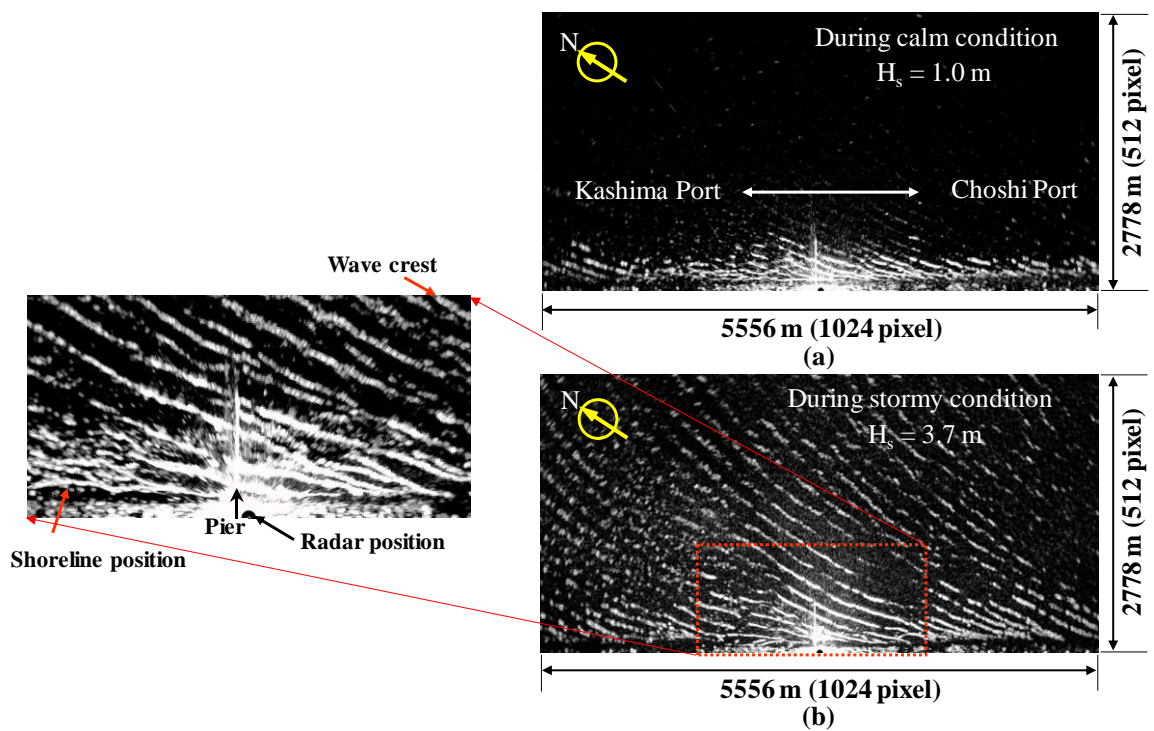 N
During calm condition
Hₛ = 1.0 m
Kashima Port
Choshi Port
2778 m (512 pixel)
5556 m (1024 pixel)
(a)
Wave crest
Pier
Radar position
Shoreline position
N
During stormy condition
Hₛ = 3.7 m
2778 m (512 pixel)
5556 m (1024 pixel)
(b)